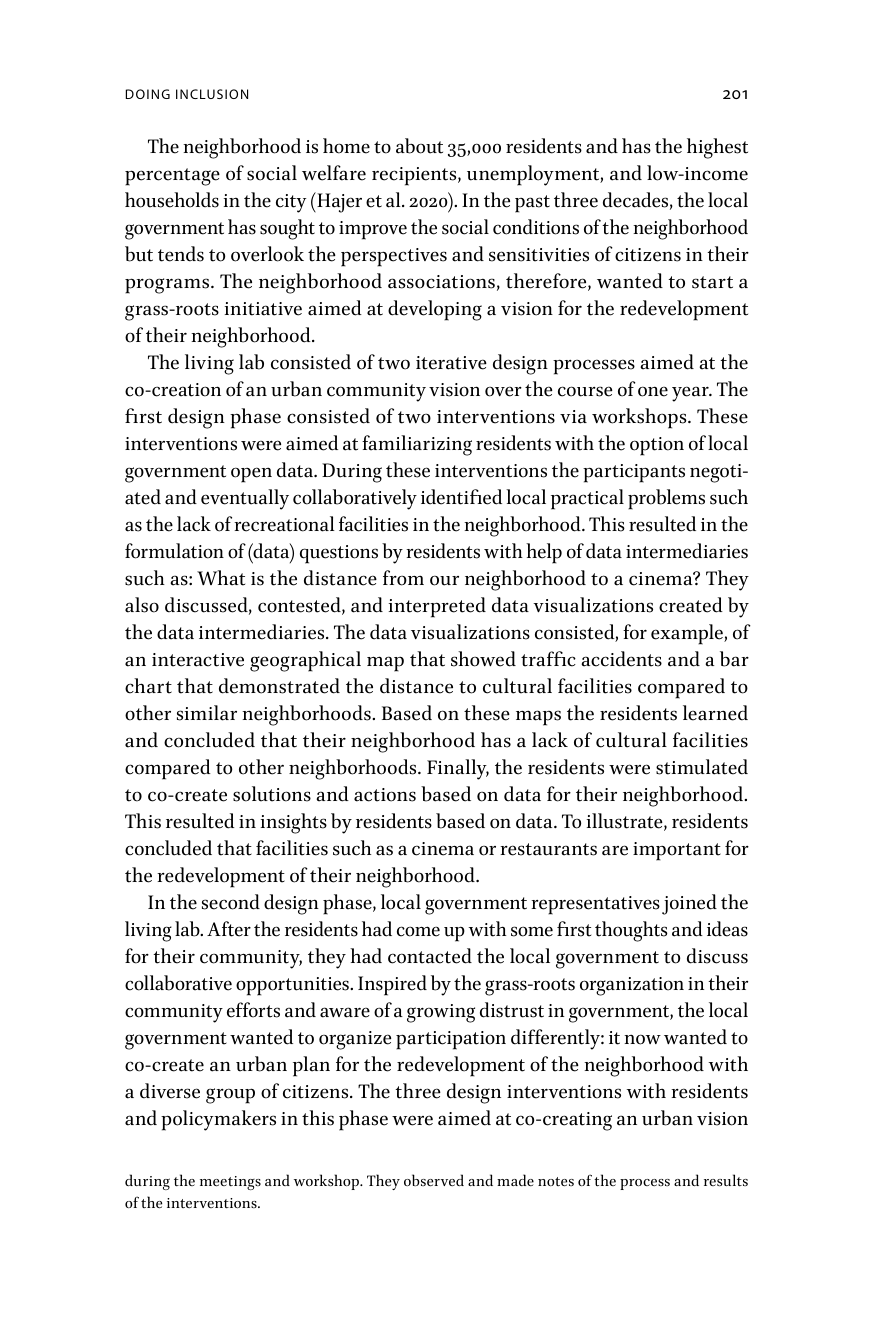 DOING INCLUSION 201
The neighborhood is home to about 35,000 residents and has the highest
percentage of social welfare recipients, unemployment, and low-income
households in the city (Hajer et al. 2020). In the past three decades, the local
government has sought to improve the social conditions of the neighborhood
but tends to overlook the perspectives and sensitivities of citizens in their
programs. The neighborhood associations, therefore, wanted to start a
grass-roots initiative aimed at developing a vision for the redevelopment
of their neighborhood.
The living lab consisted of two iterative design processes aimed at the
co-creation of an urban community vision over the course of one year. The
first design phase consisted of two interventions via workshops. These
interventions were aimed at familiarizing residents with the option of local
government open data. During these interventions the participants negoti-
ated and eventually collaboratively identified local practical problems such
as the lack of recreational facilities in the neighborhood. This resulted in the
formulation of (data) questions by residents with help of data intermediaries
such as: What is the distance from our neighborhood to a cinema? They
also discussed, contested, and interpreted data visualizations created by
the data intermediaries. The data visualizations consisted, for example, of
an interactive geographical map that showed traffic accidents and a bar
chart that demonstrated the distance to cultural facilities compared to
other similar neighborhoods. Based on these maps the residents learned
and concluded that their neighborhood has a lack of cultural facilities
compared to other neighborhoods. Finally, the residents were stimulated
to co-create solutions and actions based on data for their neighborhood.
This resulted in insights by residents based on data. To illustrate, residents
concluded that facilities such as a cinema or restaurants are important for
the redevelopment of their neighborhood.
In the second design phase, local government representatives joined the
living lab. After the residents had come up with some first thoughts and ideas
for their community, they had contacted the local government to discuss
collaborative opportunities. Inspired by the grass-roots organization in their
community efforts and aware of a growing distrust in government, the local
government wanted to organize participation differently: it now wanted to
co-create an urban plan for the redevelopment of the neighborhood with
a diverse group of citizens. The three design interventions with residents
and policymakers in this phase were aimed at co-creating an urban vision
during the meetings and workshop. They observed and made notes of the process and results
of the interventions.